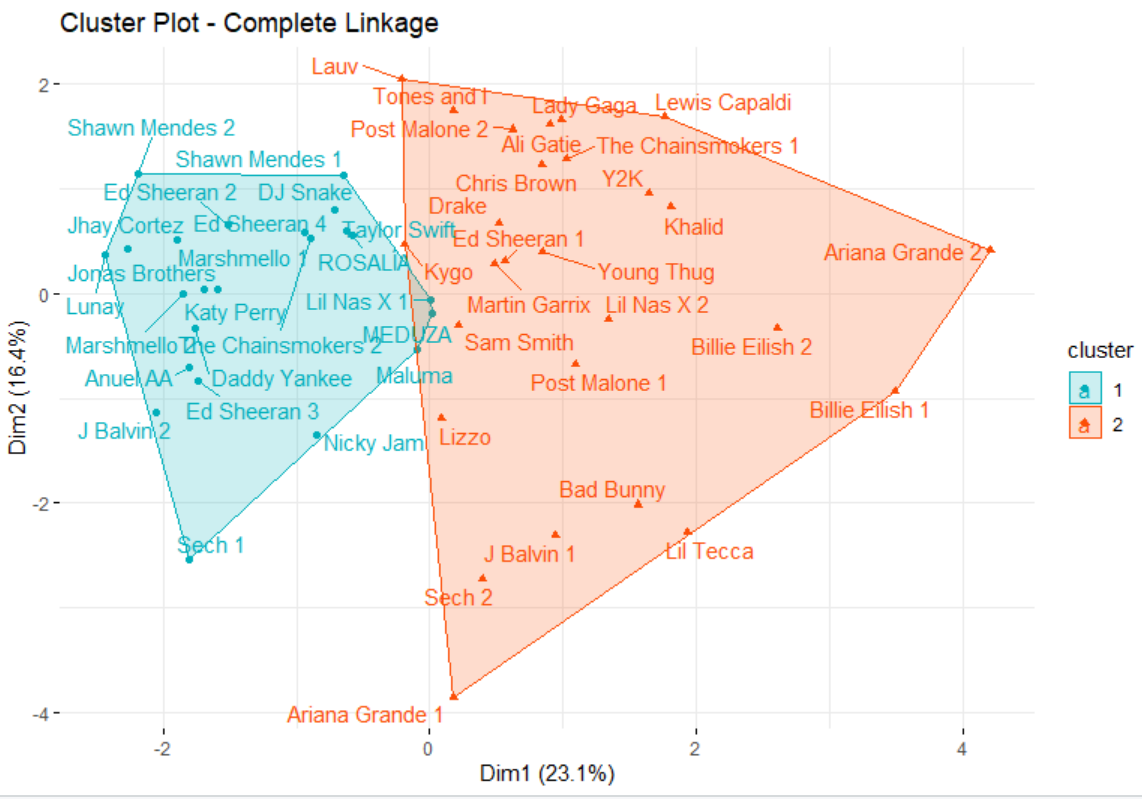 Cluster Plot - Complete Linkage
Lauv
Tones and I
Lady Gaga
Lewis Capaldi
Shawn Mendes 2
Post Malone 2
Ali Gatie
The Chainsmokers 1
Shawn Mendes 1
Chris Brown
Y2K
Ed Sheeran 2
DJ Snake
Drake
Khalid
Jhay Cortez
Ed Sheeran 4
Taylor Swift
Ed Sheeran 1
Ariana Grande 2
Marshmello 1
ROSALÍA
Kygo
Young Thug
Jonas Brothers
Lunay
Katy Perry
Lil Nas X 1
Martin Garrix
Lil Nas X 2
MEDUZA
Sam Smith
Billie Eilish 2
Marshmello 2
The Chainsmokers 2
Anuel AA
Daddy Yankee
Maluma
Post Malone 1
Ed Sheeran 3
Billie Eilish 1
J Balvin 2
Nicky Jam
Lizzo
Bad Bunny
Sech 1
J Balvin 1
Lil Tecca
Sech 2
Ariana Grande 1
2
0
-2
-4
Dim2 (16.4%)
-2
0
2
4
Dim1 (23.1%)
cluster
a 1
a 2